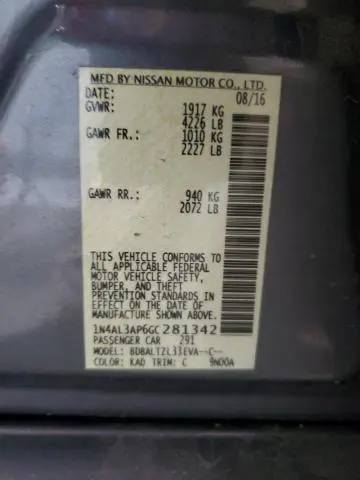 MFD BY NISSAN MOTOR CO., LTD.
DATE: 08/16
GVWR: 1917 KG
4226 LB
GAWR FR.: 1010 KG
2227 LB
GAWR RR.: 940 KG
2072 LB
THIS VEHICLE CONFORMS TO
ALL APPLICABLE FEDERAL
MOTOR VEHICLE SAFETY,
BUMPER, AND THEFT
PREVENTION STANDARDS IN
EFFECT ON THE DATE OF
MANUFACTURE SHOWN ABOVE.
1N4AL3AP6GC281342
PASSENGER CAR 291
MODEL: BDBALTZL33EVA--C--
COLOR: KAD TRIM: C 9N00A